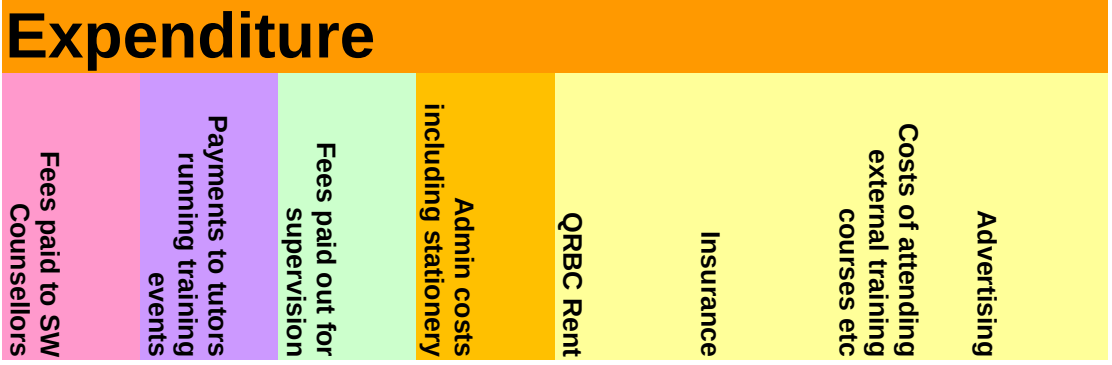 Expenditure
Fees paid to SW
Counsellors
Payments to tutors
running training
events
Fees paid out for
supervision
Admin costs
including stationery
QRBC Rent
Insurance
Costs of attending
external training
courses etc
Advertising